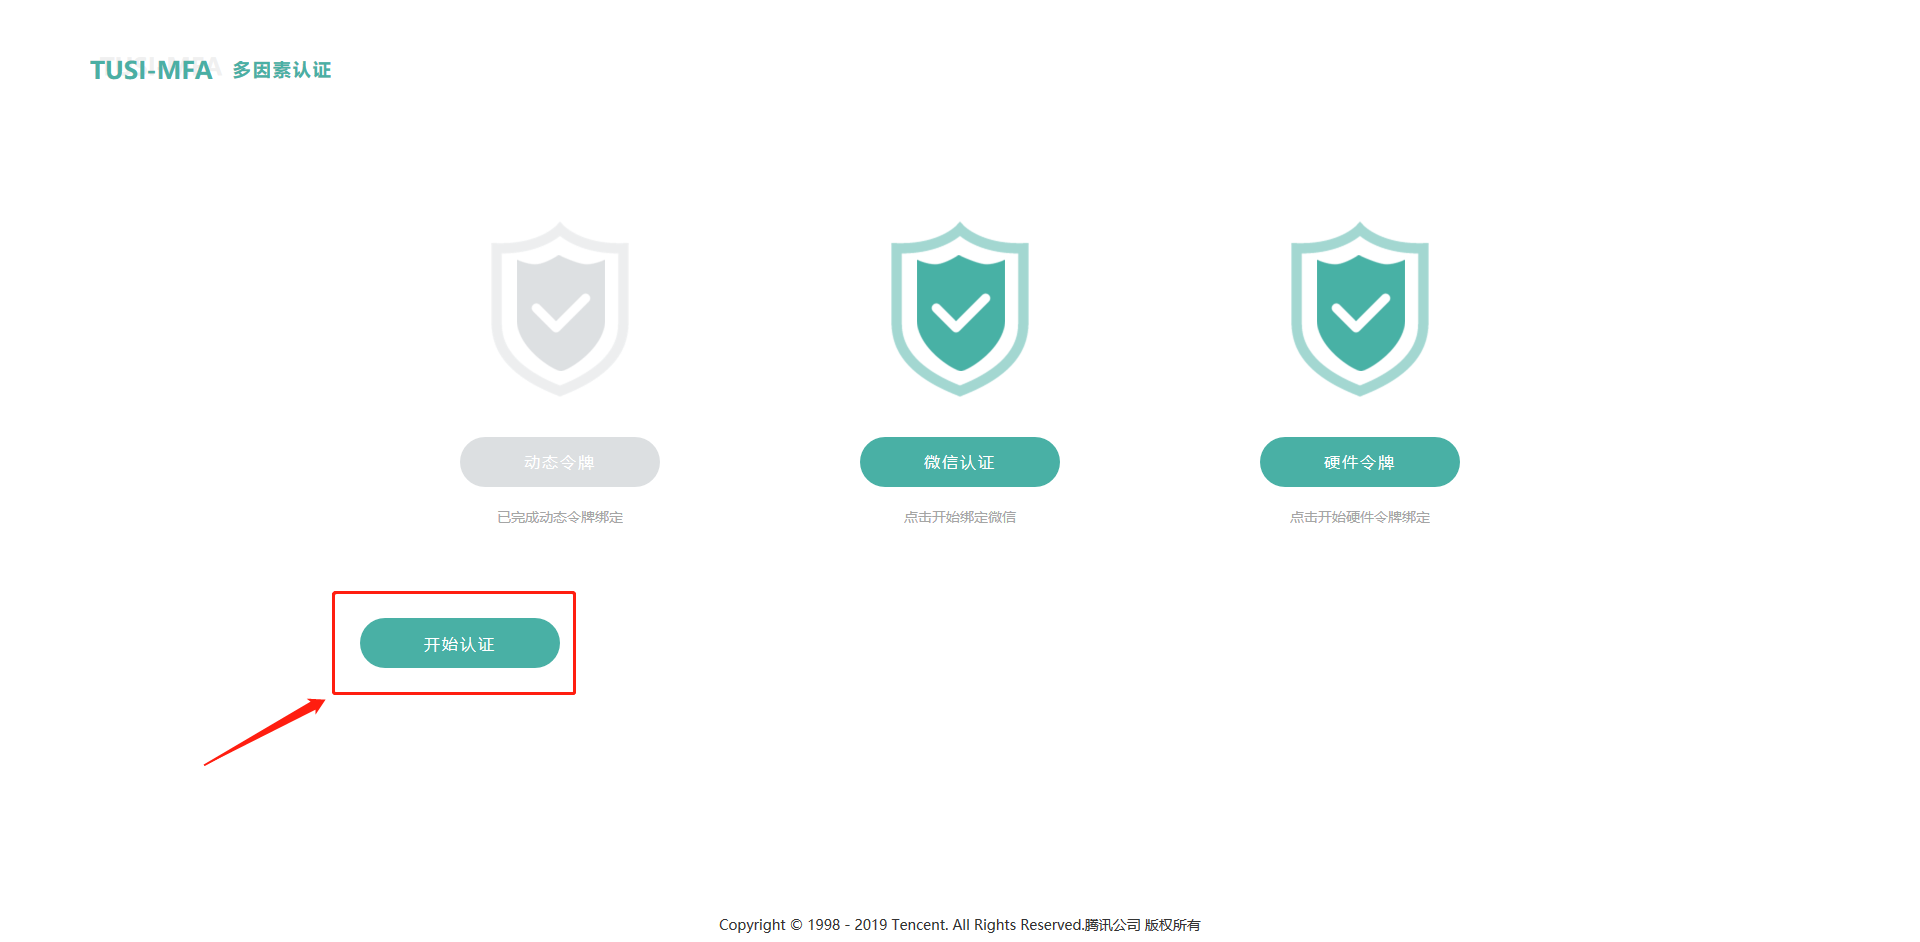 TUSI-MFA 多因素认证
动态令牌
微信认证
硬件令牌
已完成动态令牌绑定
点击开始绑定微信
点击开始硬件令牌绑定
开始认证
Copyright © 1998 - 2019 Tencent. All Rights Reserved.腾讯公司 版权所有